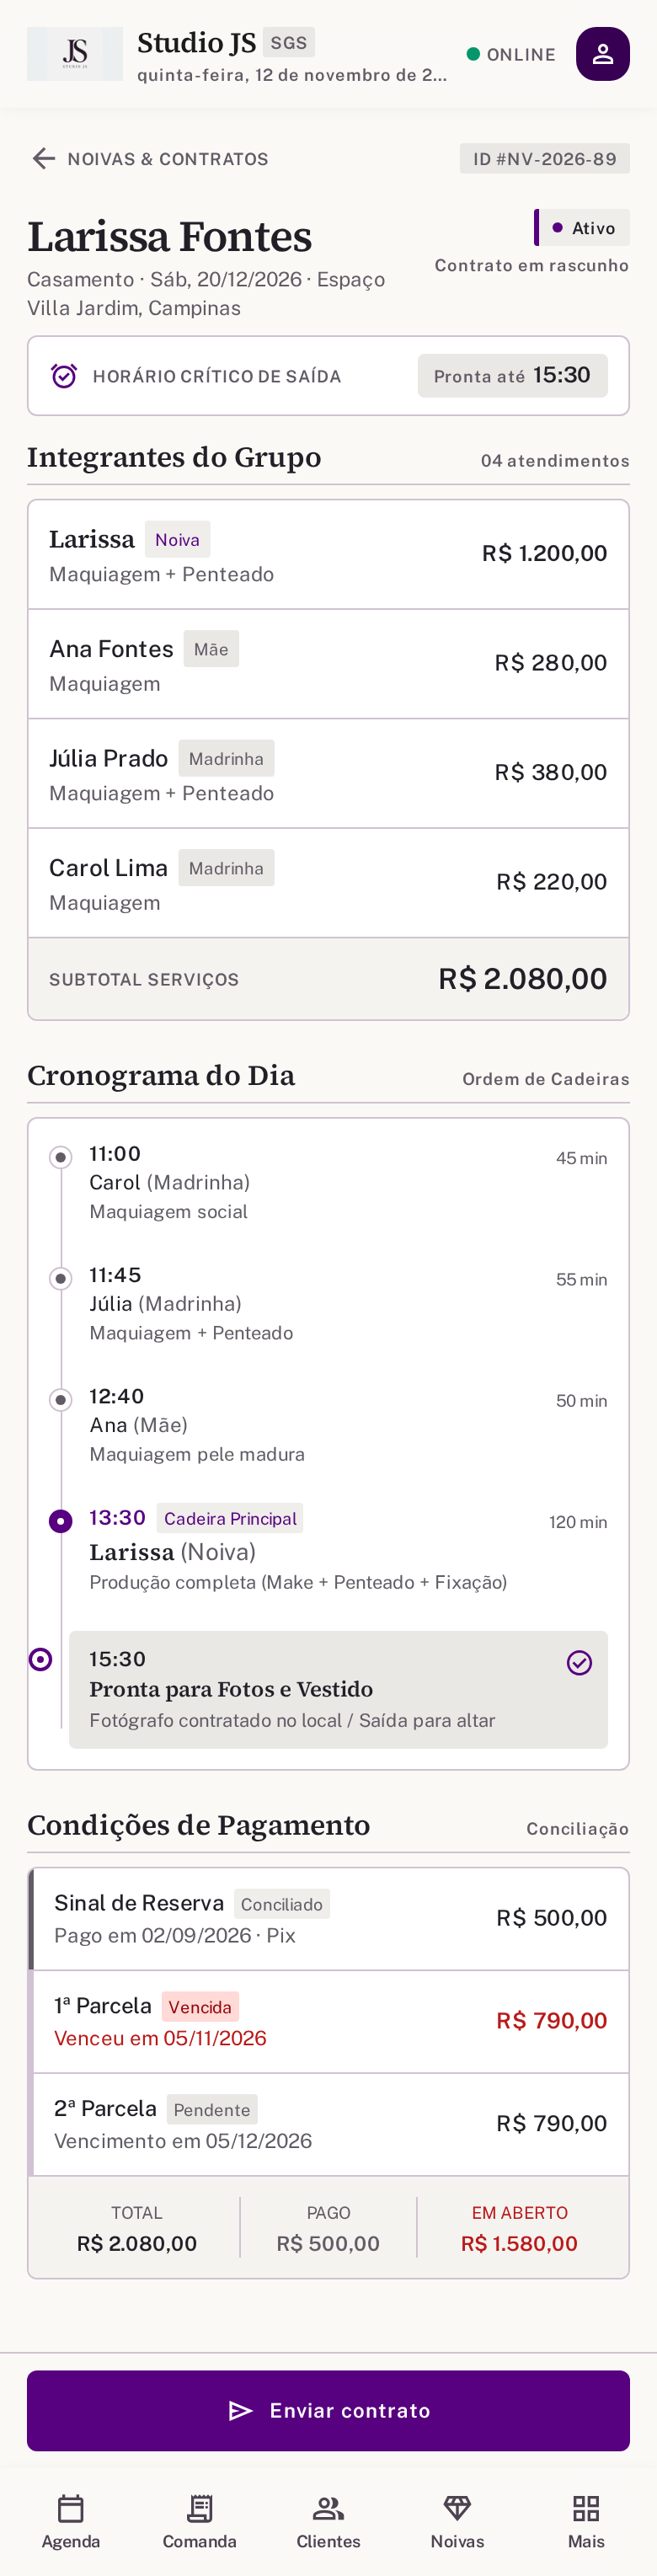 JS
STUDIO JS
Studio JS SGS
quinta-feira, 12 de novembro de 2...
ONLINE
NOIVAS & CONTRATOS
ID #NV-2026-89
Larissa Fontes
Ativo
Contrato em rascunho
Casamento · Sáb, 20/12/2026 · Espaço
Villa Jardim, Campinas
HORÁRIO CRÍTICO DE SAÍDA
Pronta até 15:30
Integrantes do Grupo
04 atendimentos
Larissa Noiva
Maquiagem + Penteado
R$ 1.200,00
Ana Fontes Mãe
Maquiagem
R$ 280,00
Júlia Prado Madrinha
Maquiagem + Penteado
R$ 380,00
Carol Lima Madrinha
Maquiagem
R$ 220,00
SUBTOTAL SERVIÇOS
R$ 2.080,00
Cronograma do Dia
Ordem de Cadeiras
11:00
45 min
Carol (Madrinha)
Maquiagem social
11:45
55 min
Júlia (Madrinha)
Maquiagem + Penteado
12:40
50 min
Ana (Mãe)
Maquiagem pele madura
13:30 Cadeira Principal
120 min
Larissa (Noiva)
Produção completa (Make + Penteado + Fixação)
15:30
Pronta para Fotos e Vestido
Fotógrafo contratado no local / Saída para altar
Condições de Pagamento
Conciliação
Sinal de Reserva Conciliado
Pago em 02/09/2026 · Pix
R$ 500,00
1ª Parcela Vencida
Venceu em 05/11/2026
R$ 790,00
2ª Parcela Pendente
Vencimento em 05/12/2026
R$ 790,00
TOTAL
R$ 2.080,00
PAGO
R$ 500,00
EM ABERTO
R$ 1.580,00
Enviar contrato
Agenda
Comanda
Clientes
Noivas
Mais